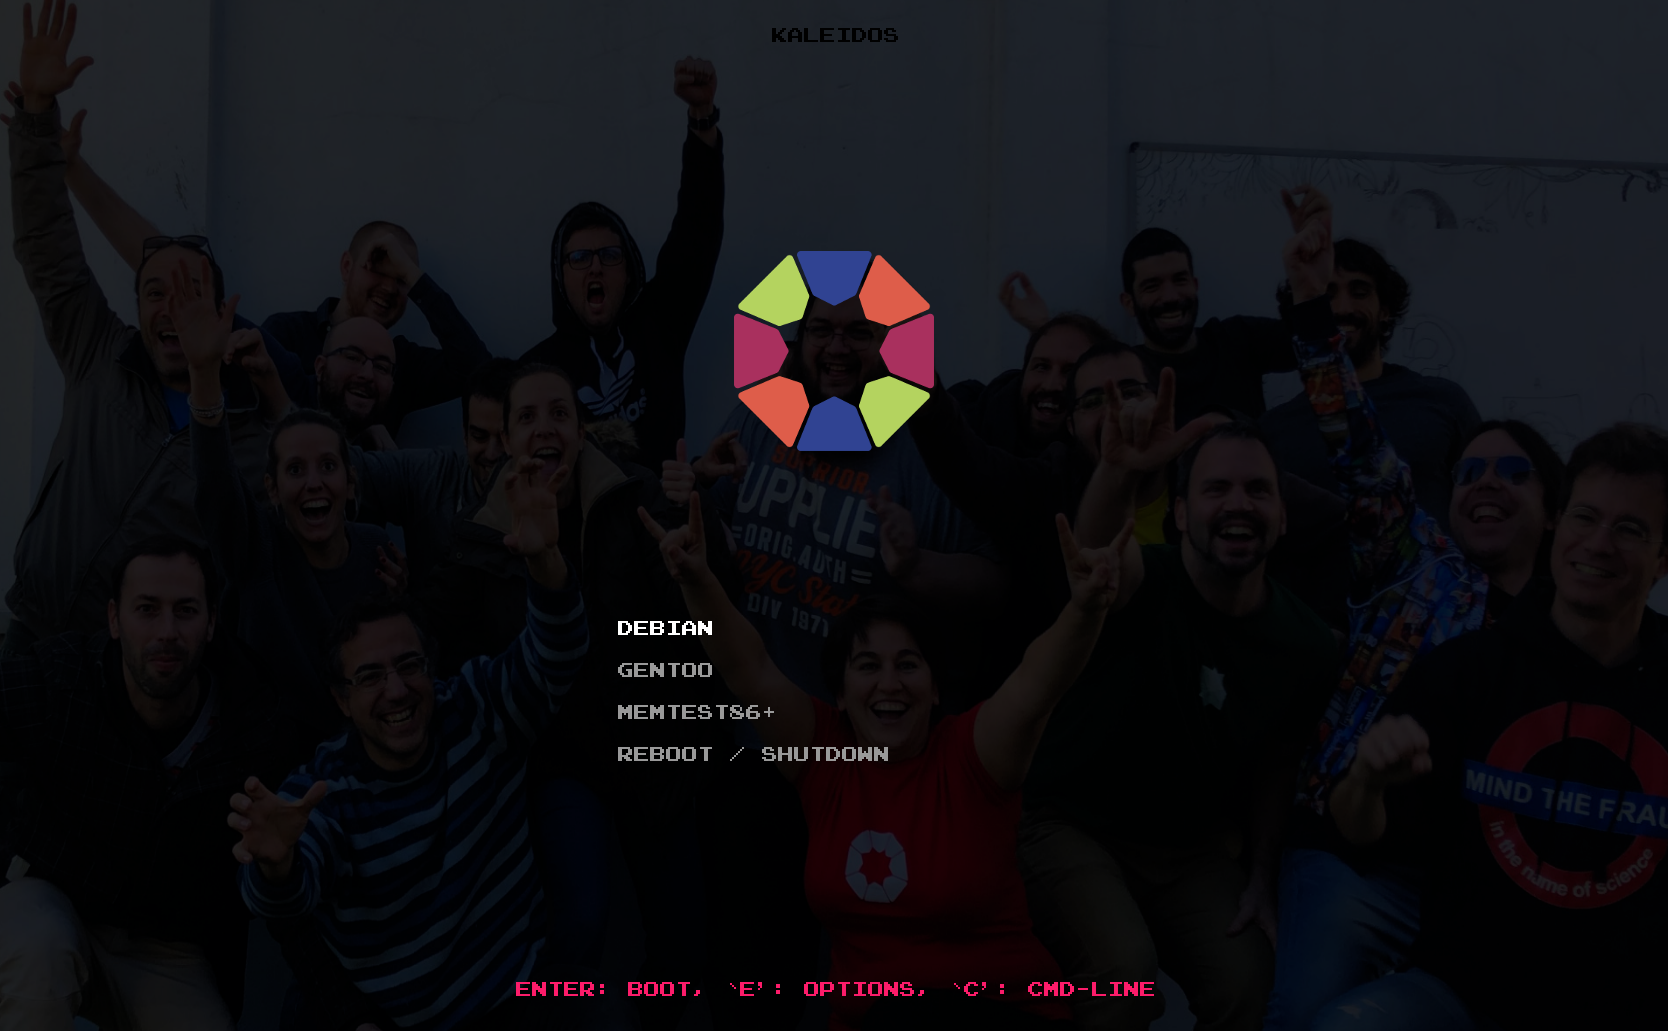 KALEIDOS
SUPERIOR
UPPLIE
=ORIG.AUTH=
NYC
DIV 1971
DEBIAN
GENTOO
MEMTEST86+
REBOOT / SHUTDOWN
MIND THE FRAU
in the name of science
ENTER: BOOT, `E': OPTIONS, `C': CMD-LINE